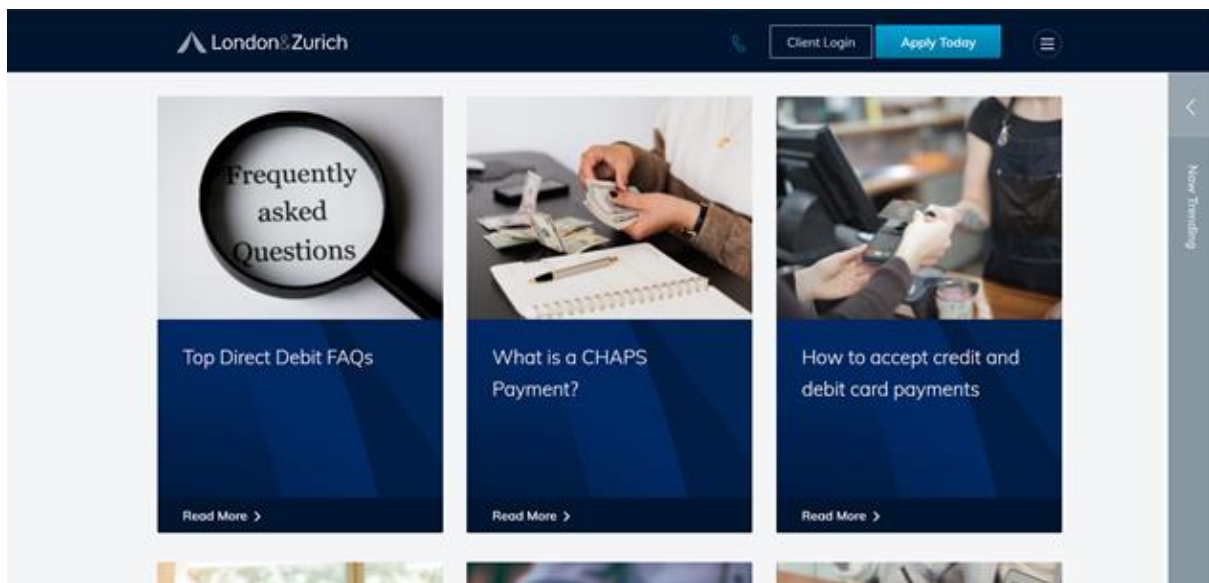 London&Zurich
Client Login
Apply Today
Now Trending
Frequently
asked
Questions
Top Direct Debit FAQs
Read More
What is a CHAPS
Payment?
Read More
How to accept credit and
debit card payments
Read More